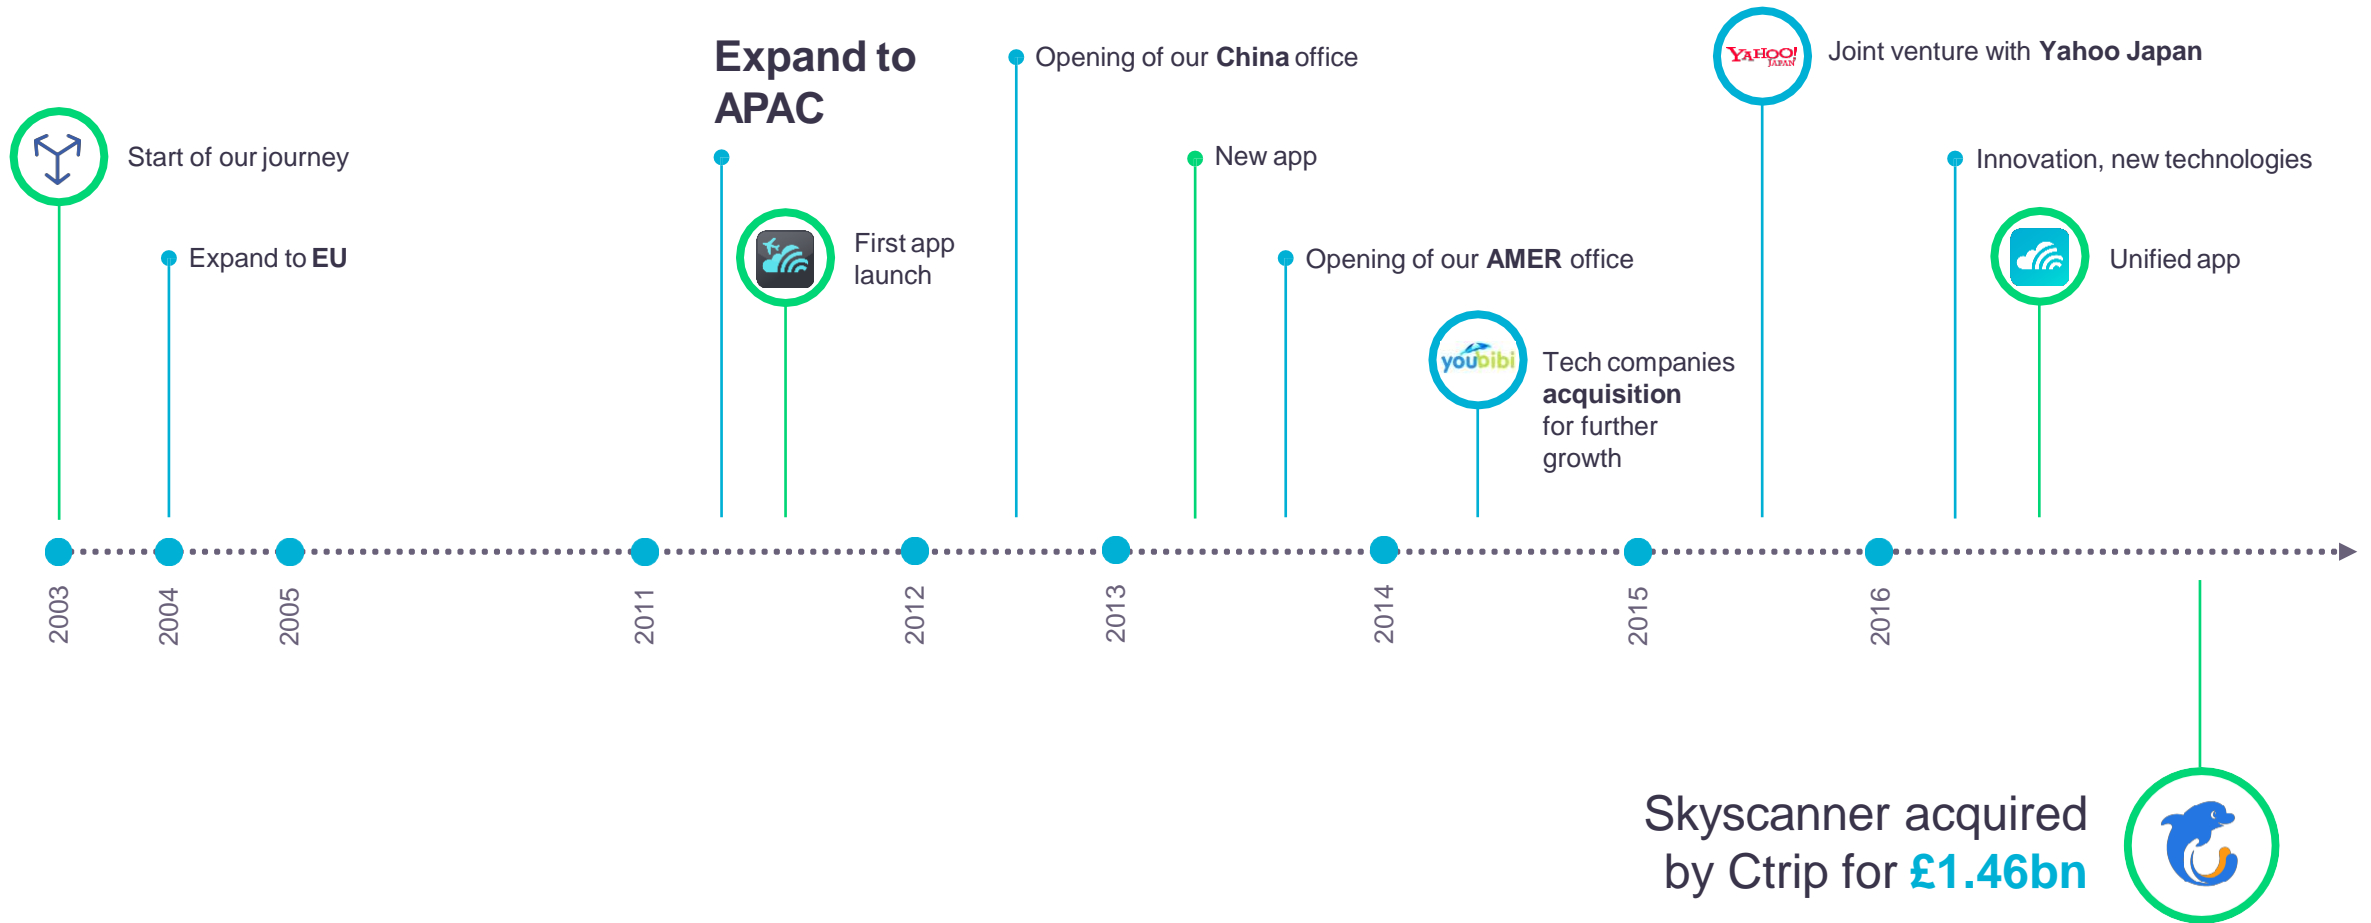 Expand to
APAC
Opening of our China office
YAHOO!
JAPAN
Joint venture with Yahoo Japan
Start of our journey
New app
Innovation, new technologies
Expand to EU
First app
launch
Opening of our AMER office
Unified app
youbibi
Tech companies
acquisition
for further
growth
2003
2004
2005
2011
2012
2013
2014
2015
2016
Skyscanner acquired
by Ctrip for £1.46bn